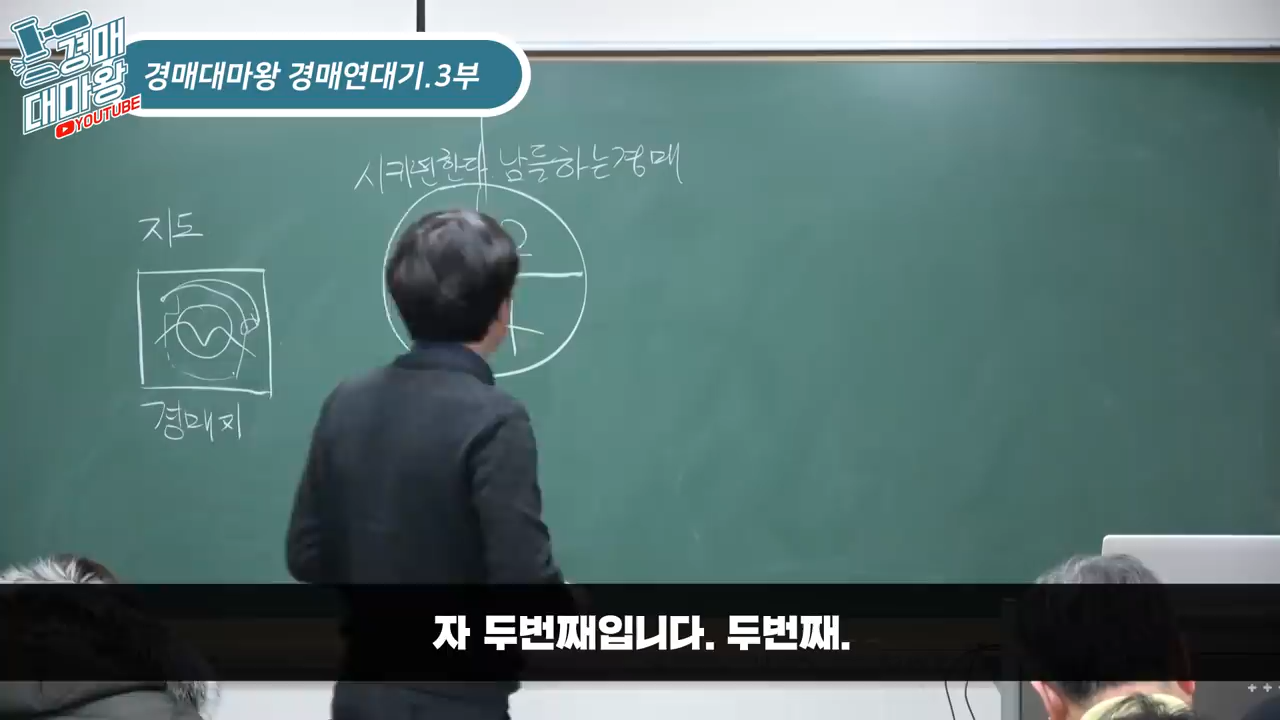 경매
대마왕
YOUTUBE
경매대마왕 경매연대기.3부
시키면한다. 남들하는경매
지도
오
경매지
자 두번째입니다. 두번째.